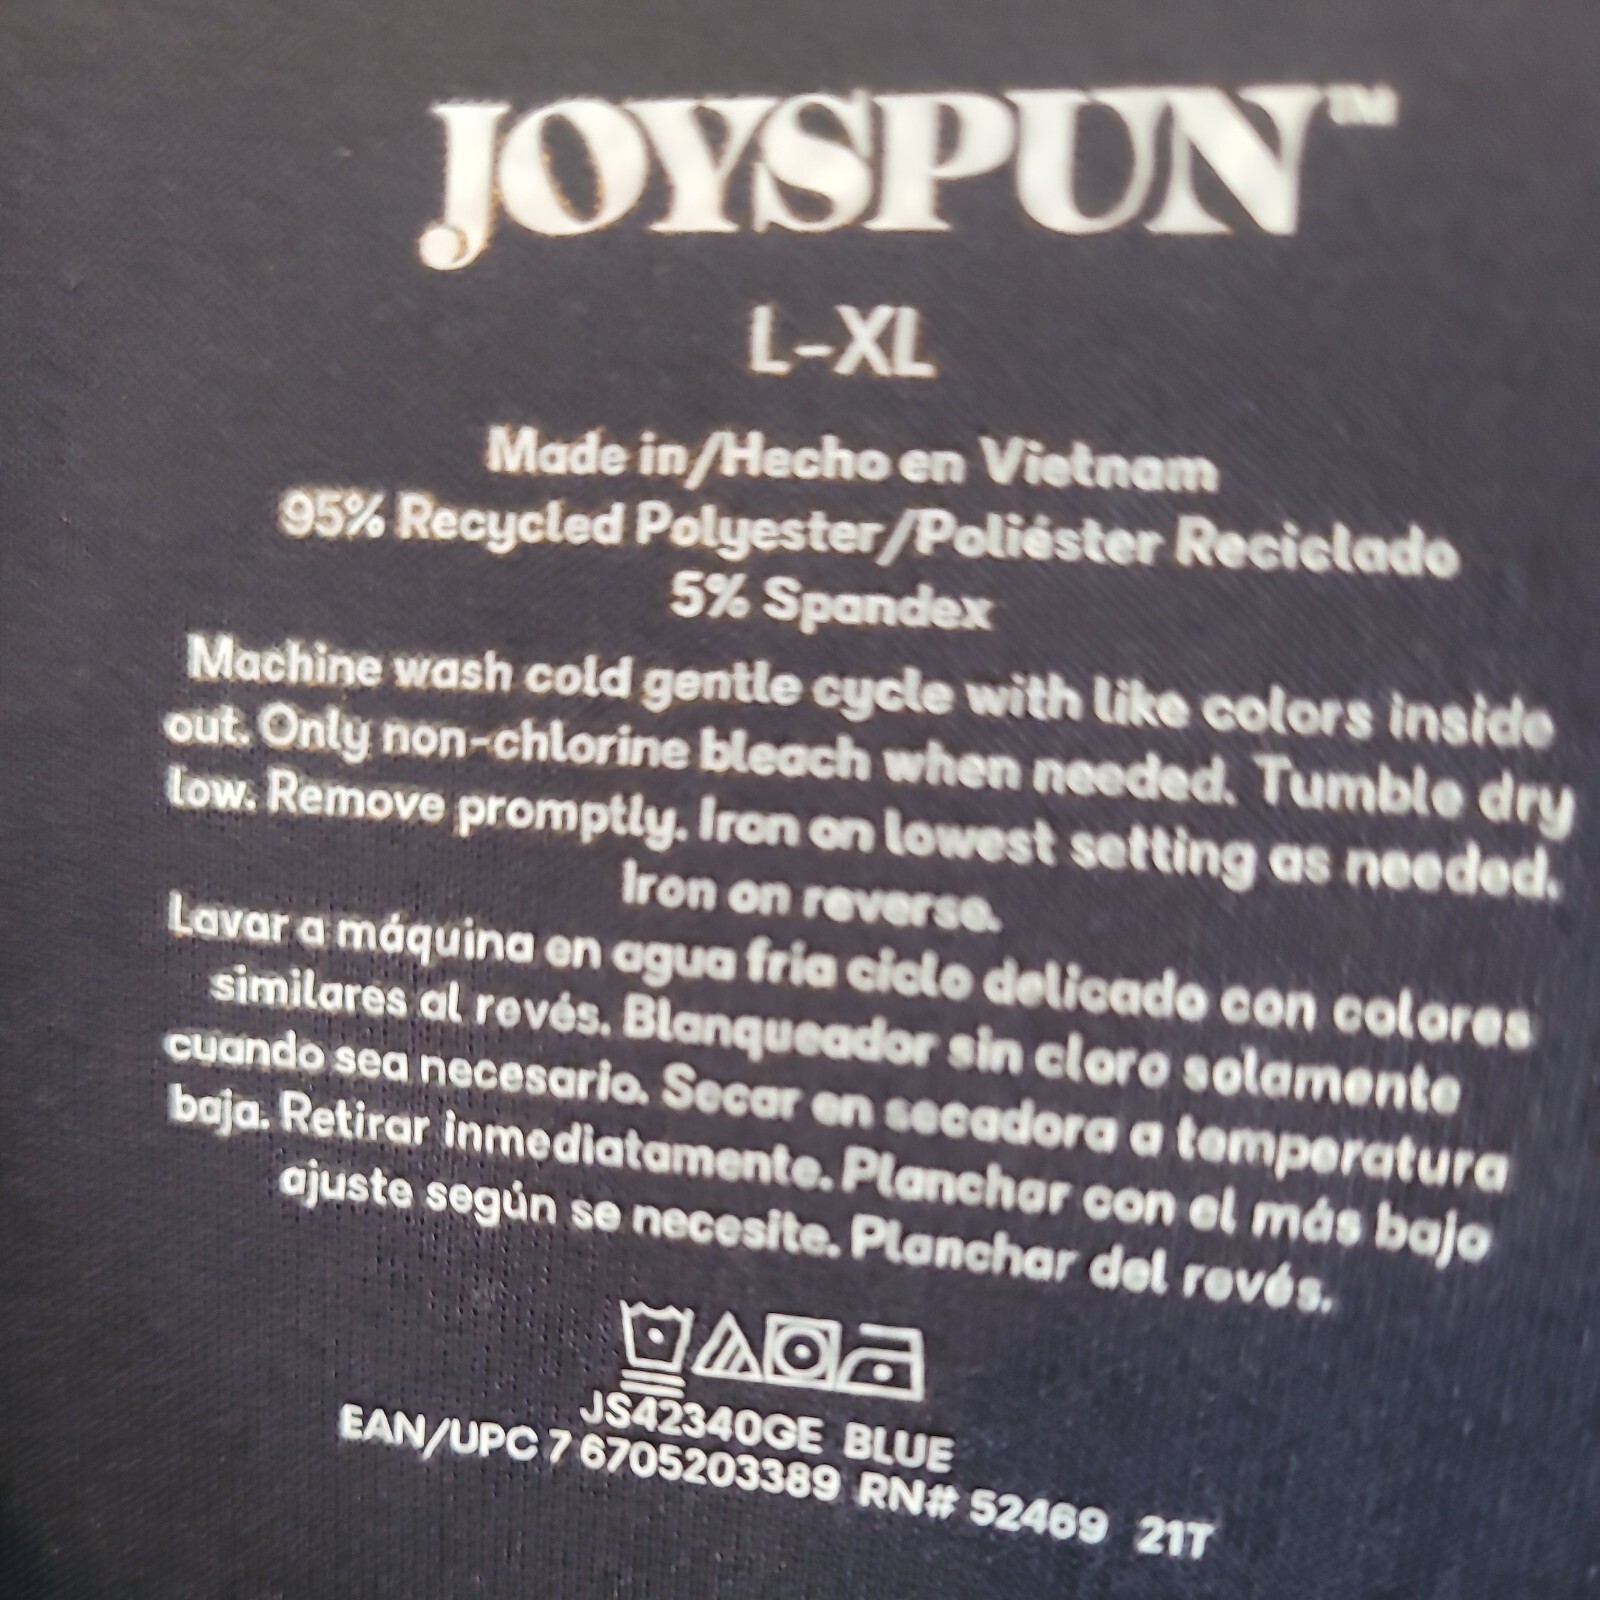 JOYSPUN™
L-XL
Made in/Hecho en Vietnam
95% Recycled Polyester/Poliéster Reciclado
5% Spandex
Machine wash cold gentle cycle with like colors inside
out. Only non-chlorine bleach when needed. Tumble dry
low. Remove promptly. Iron on lowest setting as needed.
Iron on reverse.
Lavar a máquina en agua fria ciclo delicado con colores
similares al revés. Blanqueador sin cloro solamente
cuando sea necesario. Secar en secadora a temperatura
baja. Retirar inmediatamente. Planchar con el más bajo
ajuste según se necesite. Planchar del revés.
JS42340GE BLUE
EAN/UPC 7 6705203389 RN# 52469 21T